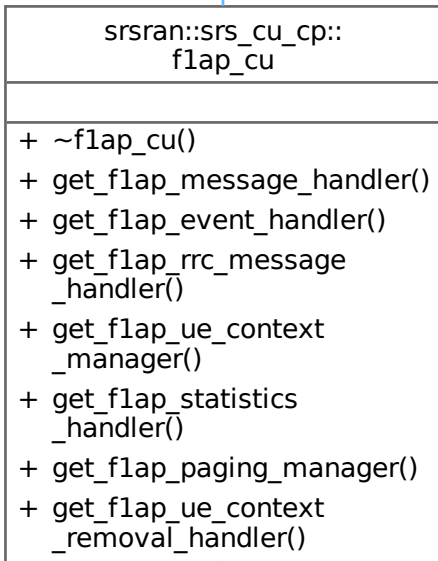 srsran::srs_cu_cp::
f1ap_cu
+ ~f1ap_cu()
+ get_f1ap_message_handler()
+ get_f1ap_event_handler()
+ get_f1ap_rrc_message
_handler()
+ get_f1ap_ue_context
_manager()
+ get_f1ap_statistics
_handler()
+ get_f1ap_paging_manager()
+ get_f1ap_ue_context
_removal_handler()